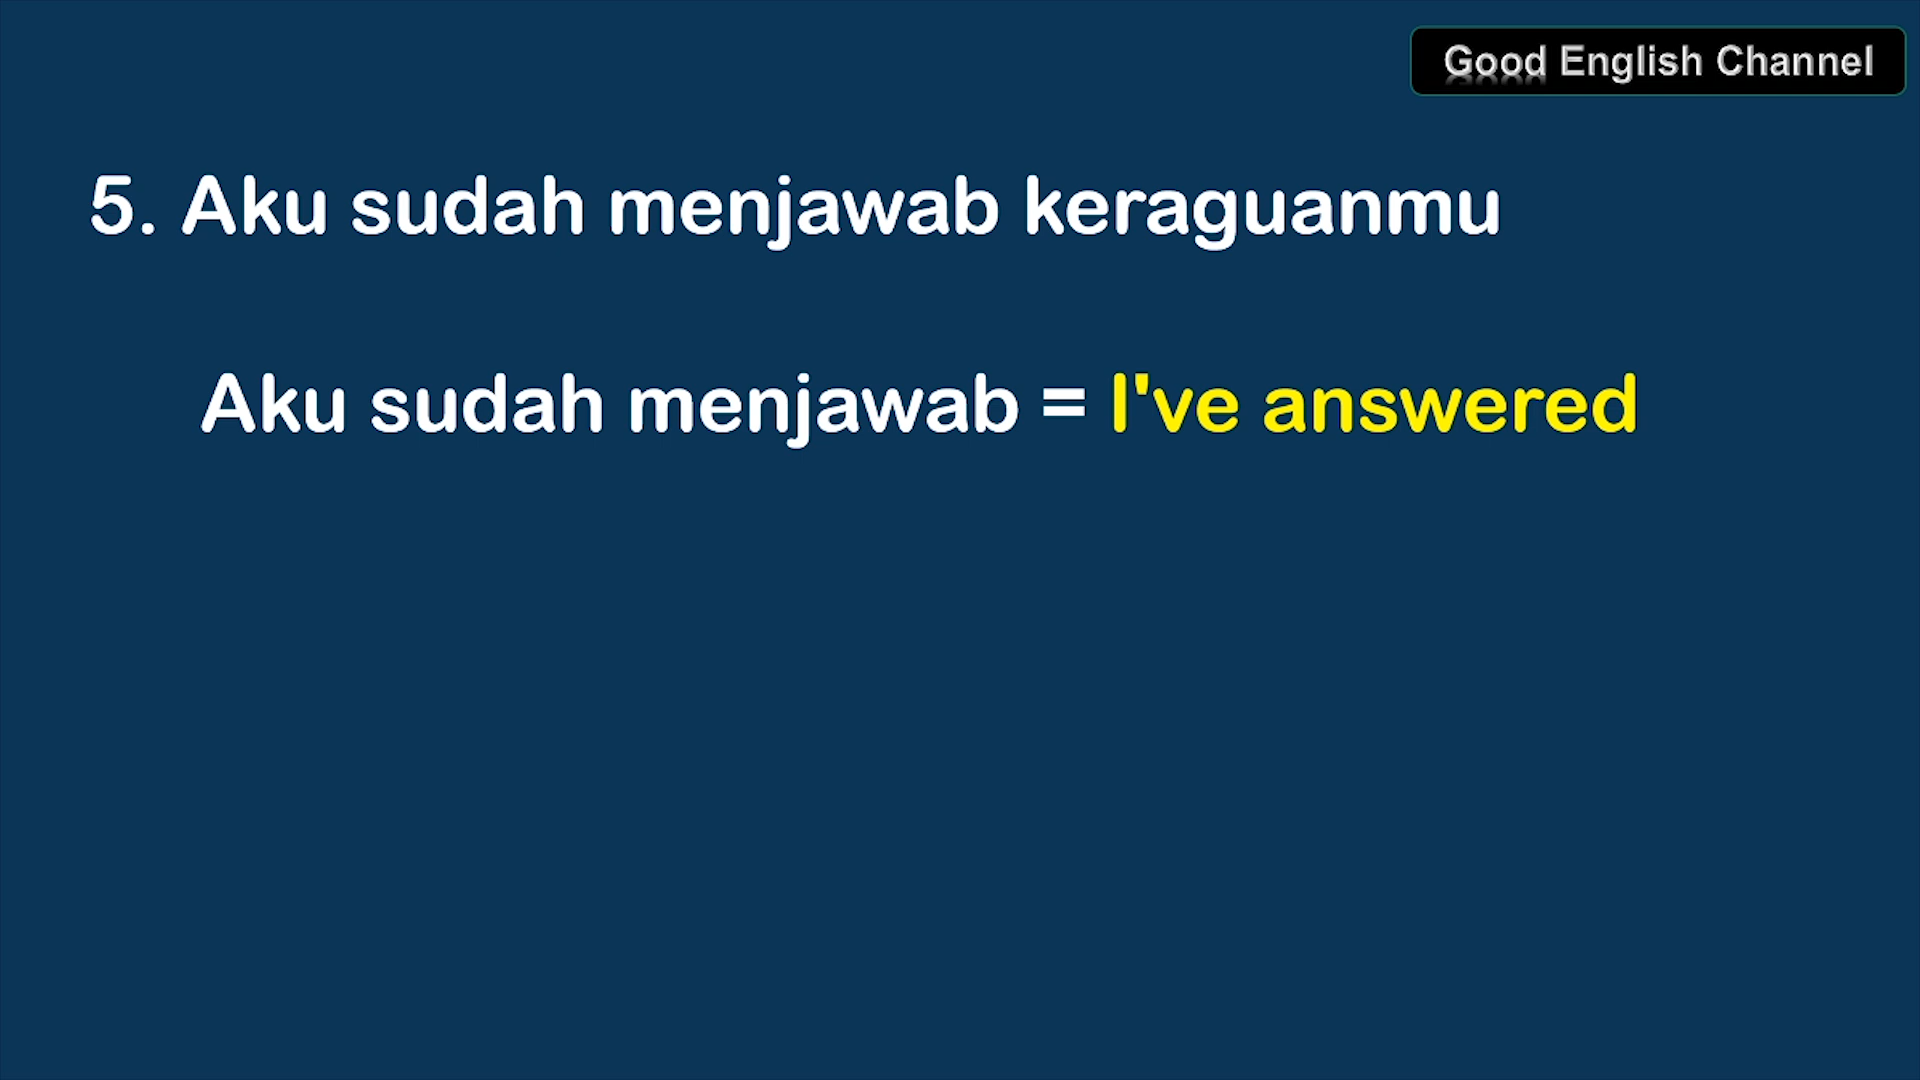 Good English Channel
5. Aku sudah menjawab keraguanmu
Aku sudah menjawab = I've answered